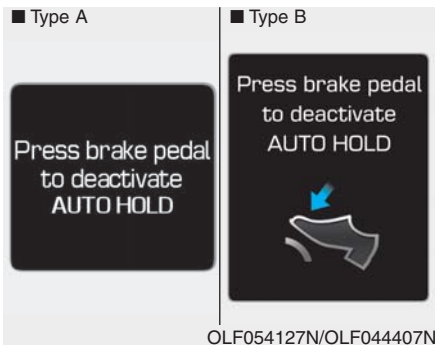 ■ Type A
■ Type B
Press brake pedal
to deactivate
AUTO HOLD
Press brake pedal
to deactivate
AUTO HOLD
OLF054127N/OLF044407N